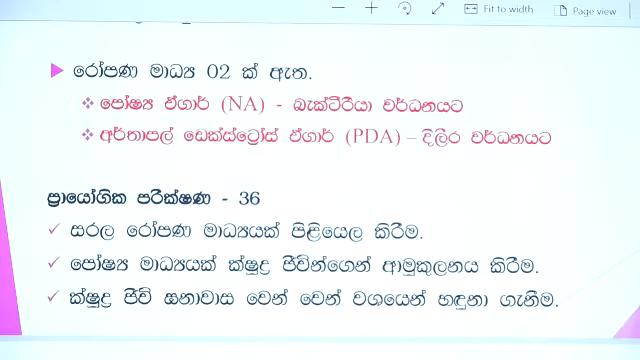 Fit to width Page view
රෝපණ මාධ්‍ය 02 ක් ඇත.
පෝෂ්‍ය ඒගාර් (NA) - බැක්ටීරියා වර්ධනයට
අර්තාපල් ඩෙක්ස්ට්‍රෝස් ඒගාර් (PDA) – දිලීර වර්ධනයට
ප්‍රායෝගික පරීක්ෂණ - 36
සරල රෝපණ මාධ්‍යයක් පිළියෙල කිරීම.
පෝෂ්‍ය මාධ්‍යයක් ක්ෂුද්‍ර ජීවීන්ගෙන් ආමුකුලනය කිරීම.
ක්ෂුද්‍ර ජීවී ඝනාවාස වෙන් වෙන් වශයෙන් හඳුනා ගැනීම.